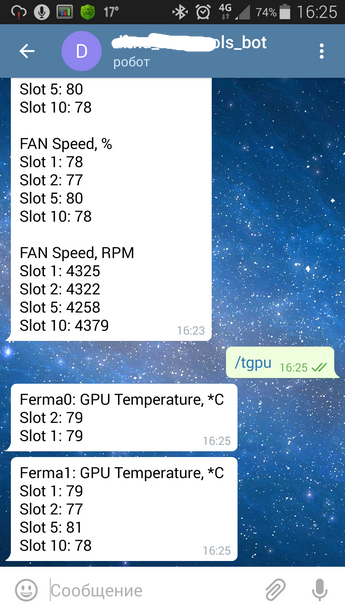 17°
4G
74%
16:25
D
ols_bot
робот
Slot 5: 80
Slot 10: 78
FAN Speed, %
Slot 1: 78
Slot 2: 77
Slot 5: 80
Slot 10: 78
FAN Speed, RPM
Slot 1: 4325
Slot 2: 4322
Slot 5: 4258
Slot 10: 4379
16:23
/tgpu
16:25
Ferma0: GPU Temperature, *C
Slot 2: 79
Slot 1: 79
16:25
Ferma1: GPU Temperature, *C
Slot 1: 79
Slot 2: 77
Slot 5: 81
Slot 10: 78
16:25
Сообщение